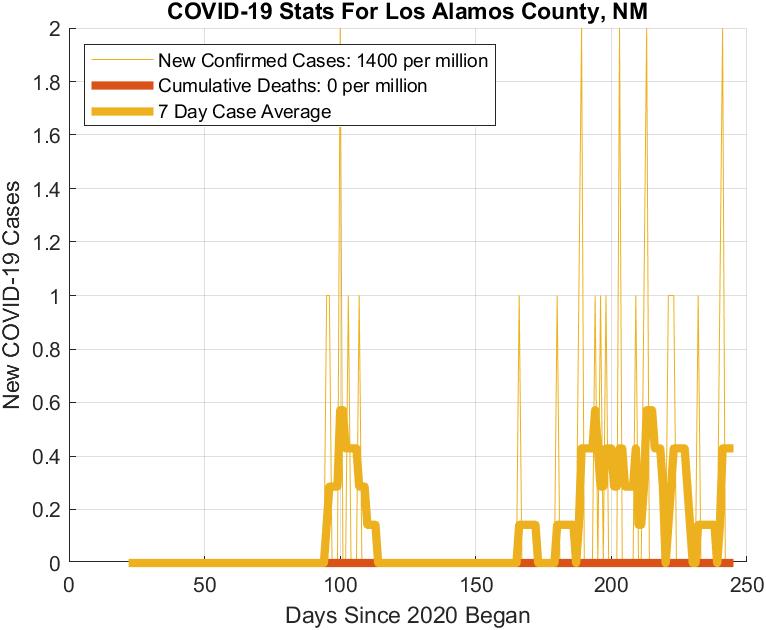 COVID-19 Stats For Los Alamos County, NM
2
New Confirmed Cases: 1400 per million
1.8
Cumulative Deaths: 0 per million
7 Day Case Average
1.6
1.4
1.2
1
0.8
0.6
0.4
0.2
0
New COVID-19 Cases
0 50 100 150 200 250
Days Since 2020 Began